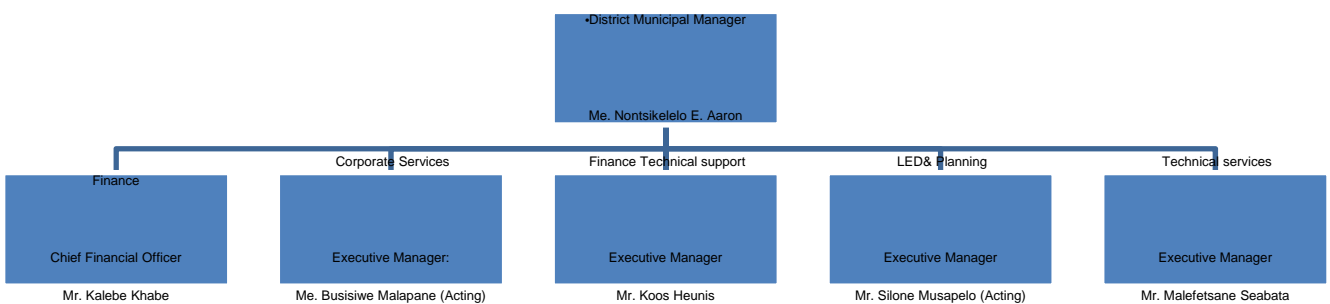 •District Municipal Manager
Me. Nontsikelelo E. Aaron
Finance
Chief Financial Officer
Mr. Kalebe Khabe
Corporate Services
Executive Manager:
Me. Busisiwe Malapane (Acting)
Finance Technical support
Executive Manager
Mr. Koos Heunis
LED& Planning
Executive Manager
Mr. Silone Musapelo (Acting)
Technical services
Executive Manager
Mr. Malefetsane Seabata